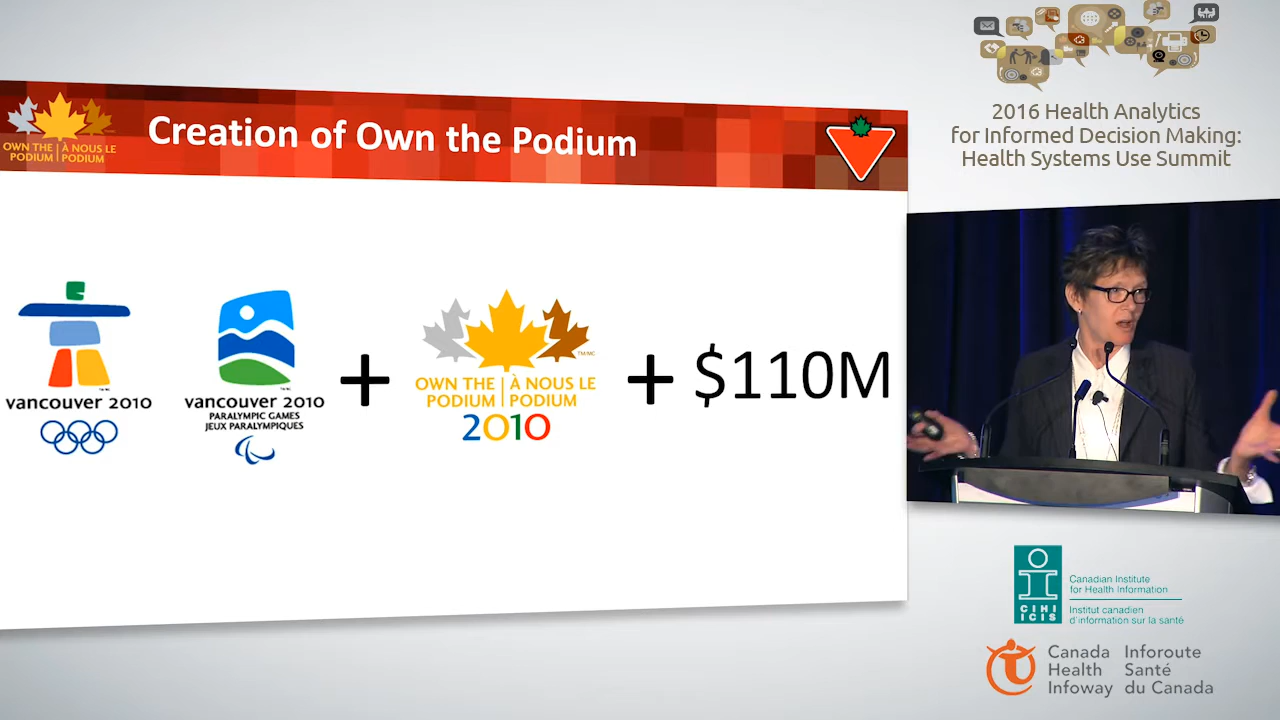 OWN THE | À NOUS LE
PODIUM | PODIUM
Creation of Own the Podium
vancouver 2010
vancouver 2010
PARALYMPIC GAMES
JEUX PARALYMPIQUES
+
OWN THE | À NOUS LE
PODIUM | PODIUM
2010
+ $110M
2016 Health Analytics
for Informed Decision Making:
Health Systems Use Summit
CIHI
ICIS
Canadian Institute
for Health Information
Institut canadien
d'information sur la santé
Canada Inforoute
Health Santé
Infoway du Canada